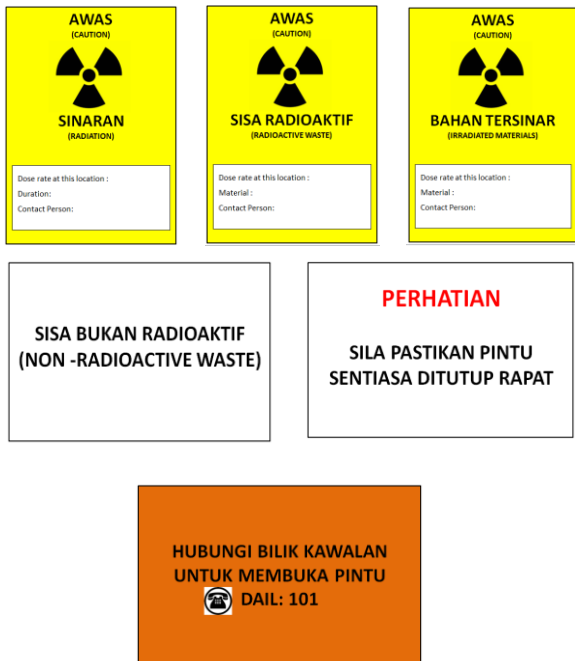 AWAS
(CAUTION)
SINARAN
(RADIATION)
Dose rate at this location :
Duration:
Contact Person:
AWAS
(CAUTION)
SISA RADIOAKTIF
(RADIOACTIVE WASTE)
Dose rate at this location :
Material :
Contact Person:
AWAS
(CAUTION)
BAHAN TERSINAR
(IRRADIATED MATERIALS)
Dose rate at this location :
Material :
Contact Person:
SISA BUKAN RADIOAKTIF
(NON -RADIOACTIVE WASTE)
PERHATIAN
SILA PASTIKAN PINTU
SENTIASA DITUTUP RAPAT
HUBUNGI BILIK KAWALAN
UNTUK MEMBUKA PINTU
DAIL: 101